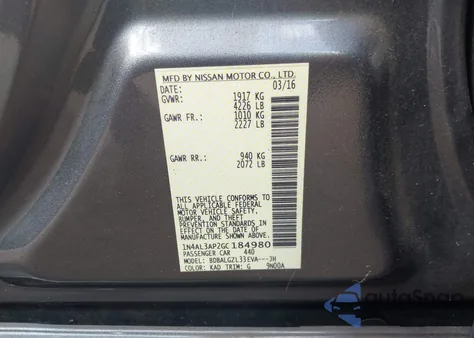 MFD BY NISSAN MOTOR CO., LTD.
DATE: 03/16
GVWR: 1917 KG
4226 LB
GAWR FR.: 1010 KG
2227 LB
GAWR RR.: 940 KG
2072 LB
THIS VEHICLE CONFORMS TO
ALL APPLICABLE FEDERAL
MOTOR VEHICLE SAFETY,
BUMPER, AND THEFT
PREVENTION STANDARDS
IN EFFECT ON THE DATE OF
MANUFACTURE SHOWN ABOVE.
1N4AL3AP2GC184980
PASSENGER CAR 440
MODEL: BDBALGZL33EVA---JH
COLOR: KAD TRIM: G 9N00A
AutoSnap